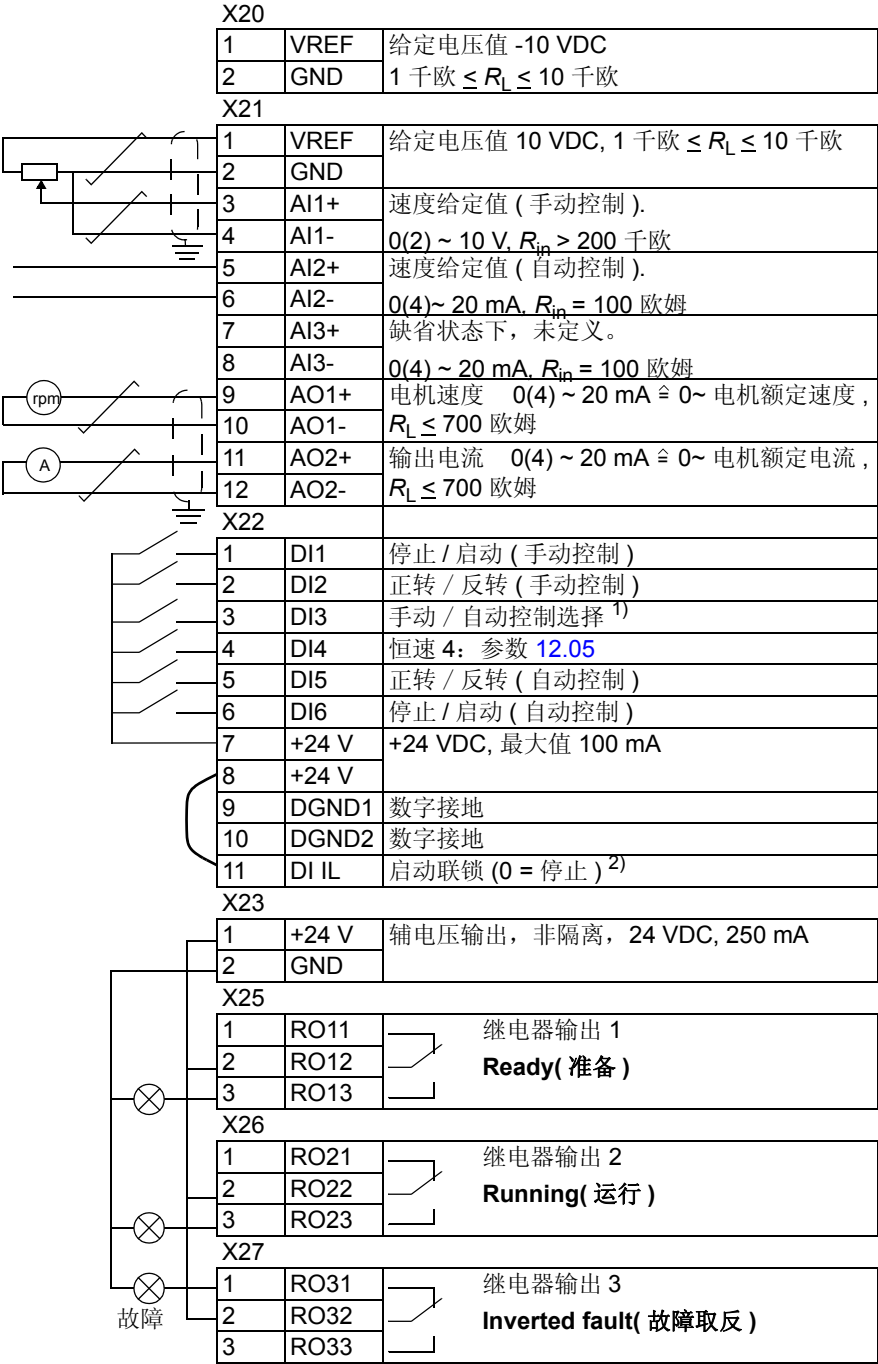 X20
1 VREF 给定电压值 -10 VDC
2 GND 1 千欧 ≤ RL ≤ 10 千欧
X21
1 VREF 给定电压值 10 VDC, 1 千欧 ≤ RL ≤ 10 千欧
2 GND
3 AI1+ 速度给定值 ( 手动控制 ).
4 AI1- 0(2) ~ 10 V, Rin > 200 千欧
5 AI2+ 速度给定值 ( 自动控制 ).
6 AI2- 0(4)~ 20 mA, Rin = 100 欧姆
7 AI3+ 缺省状态下，未定义。
8 AI3- 0(4) ~ 20 mA, Rin = 100 欧姆
rpm 9 AO1+ 电机速度 0(4) ~ 20 mA ≙ 0~ 电机额定速度 ,
10 AO1- RL ≤ 700 欧姆
A 11 AO2+ 输出电流 0(4) ~ 20 mA ≙ 0~ 电机额定电流 ,
12 AO2- RL ≤ 700 欧姆
X22
1 DI1 停止 / 启动 ( 手动控制 )
2 DI2 正转 / 反转 ( 手动控制 )
3 DI3 手动 / 自动控制选择 1)
4 DI4 恒速 4：参数 12.05
5 DI5 正转 / 反转 ( 自动控制 )
6 DI6 停止 / 启动 ( 自动控制 )
7 +24 V +24 VDC, 最大值 100 mA
8 +24 V
9 DGND1 数字接地
10 DGND2 数字接地
11 DI IL 启动联锁 (0 = 停止 ) 2)
X23
1 +24 V 辅电压输出，非隔离，24 VDC, 250 mA
2 GND
X25
1 RO11 继电器输出 1
2 RO12 Ready( 准备 )
3 RO13
X26
1 RO21 继电器输出 2
2 RO22 Running( 运行 )
3 RO23
X27
1 RO31 继电器输出 3
故障 2 RO32 Inverted fault( 故障取反 )
3 RO33